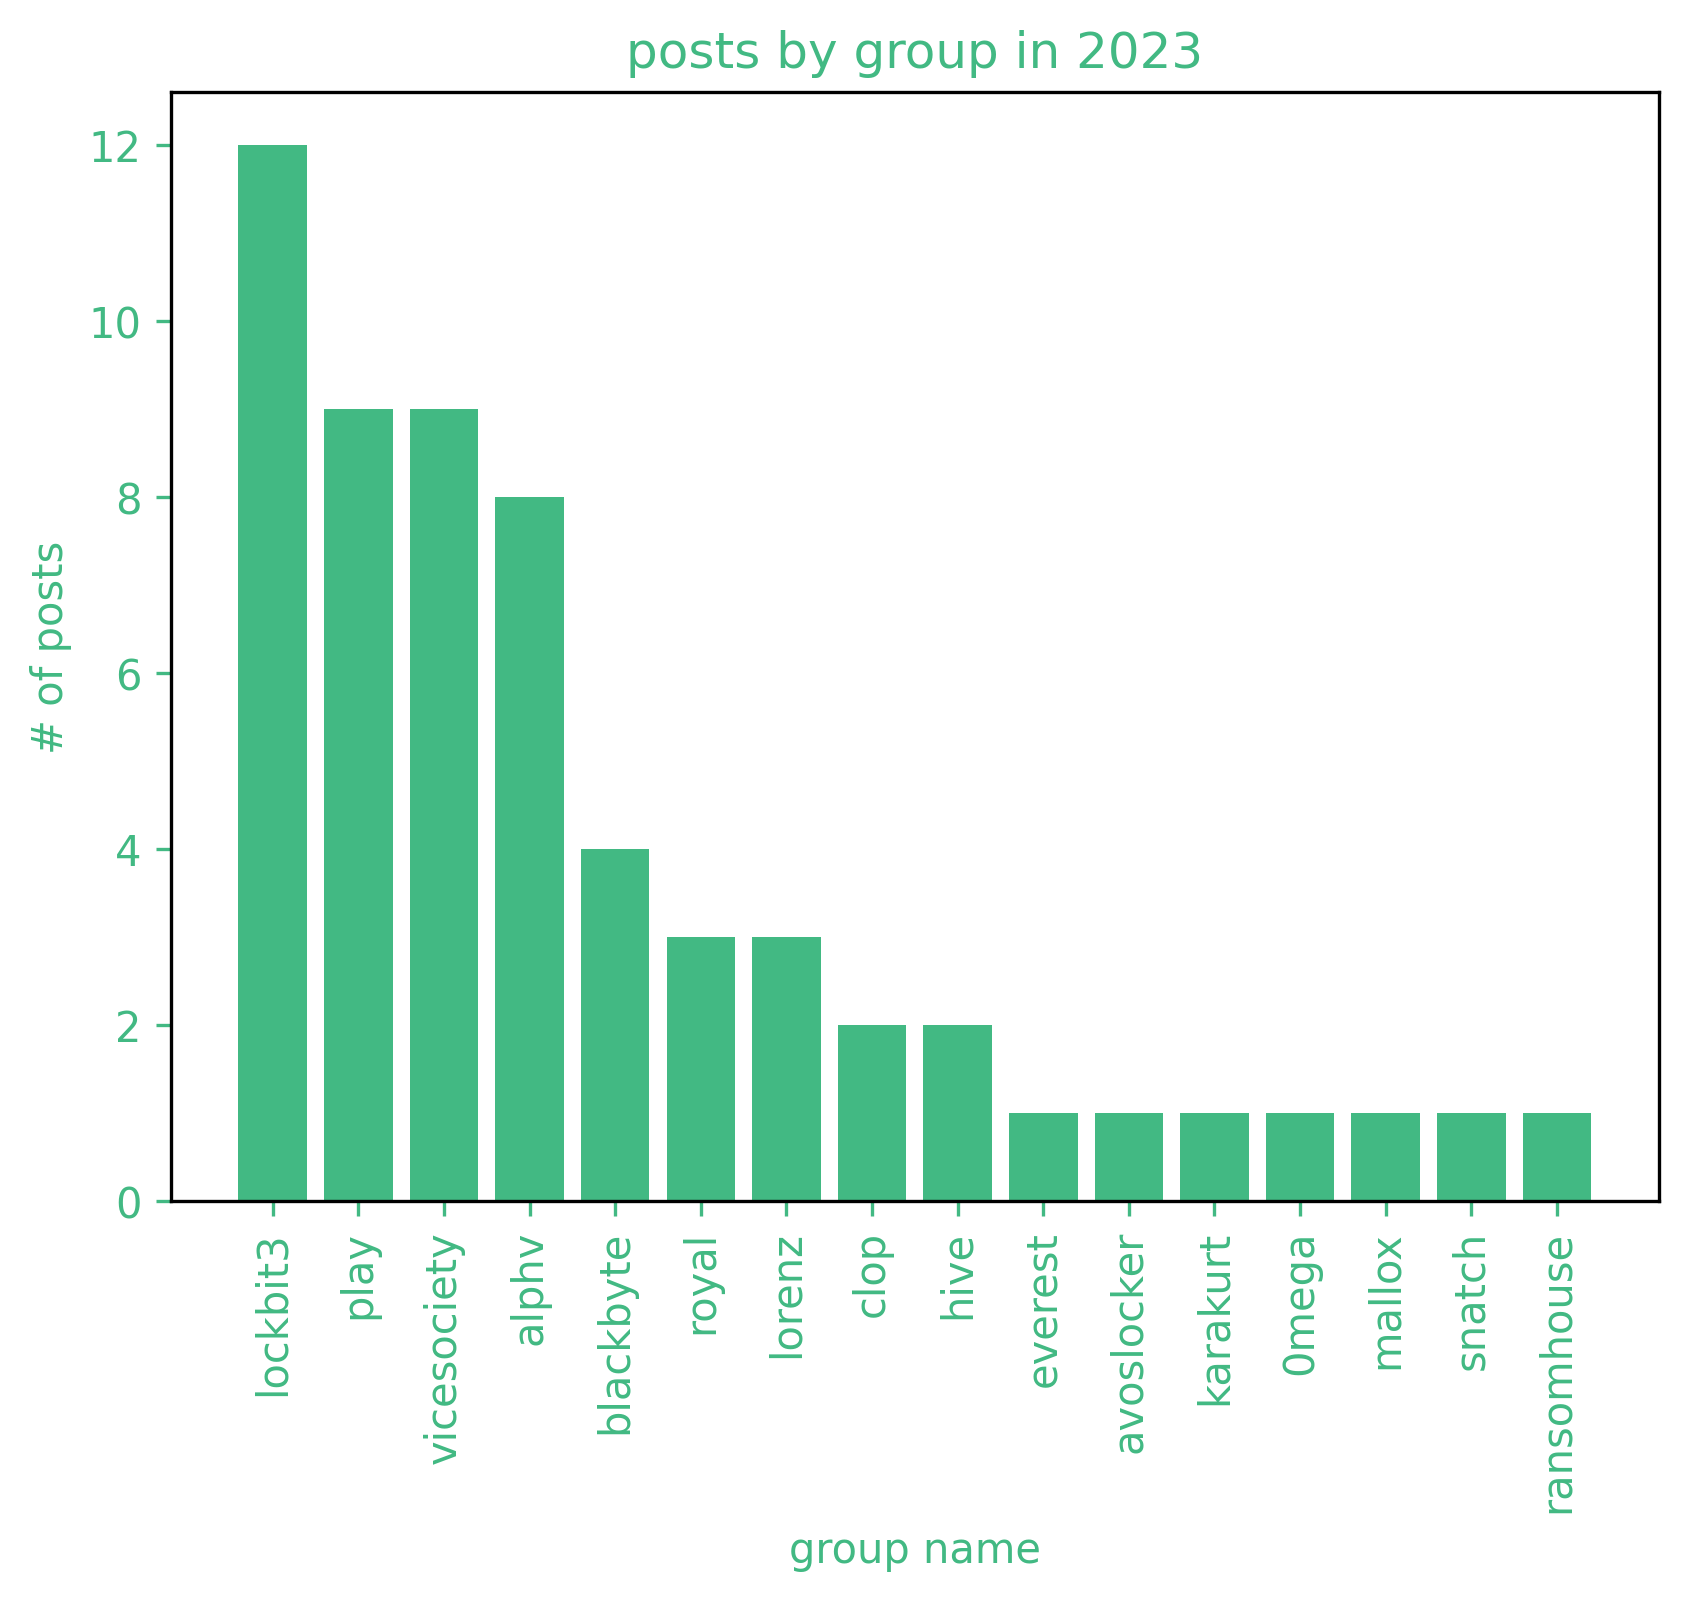 posts by group in 2023
# of posts
12
10
8
6
4
2
0
lockbit3
play
vicesociety
alphv
blackbyte
royal
lorenz
clop
hive
everest
avoslocker
karakurt
0mega
mallox
snatch
ransomhouse
group name